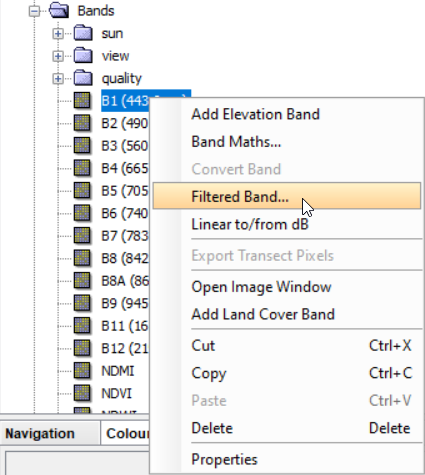 Bands
sun
view
quality
B1 (443
B2 (490
B3 (560
B4 (665
B5 (705
B6 (740
B7 (783
B8 (842
B8A (86
B9 (945
B11 (16
B12 (21
NDMI
NDVI
Add Elevation Band
Band Maths...
Convert Band
Filtered Band...
Linear to/from dB
Export Transect Pixels
Open Image Window
Add Land Cover Band
Cut Ctrl+X
Copy Ctrl+C
Paste Ctrl+V
Delete Delete
Properties
Navigation
Colou